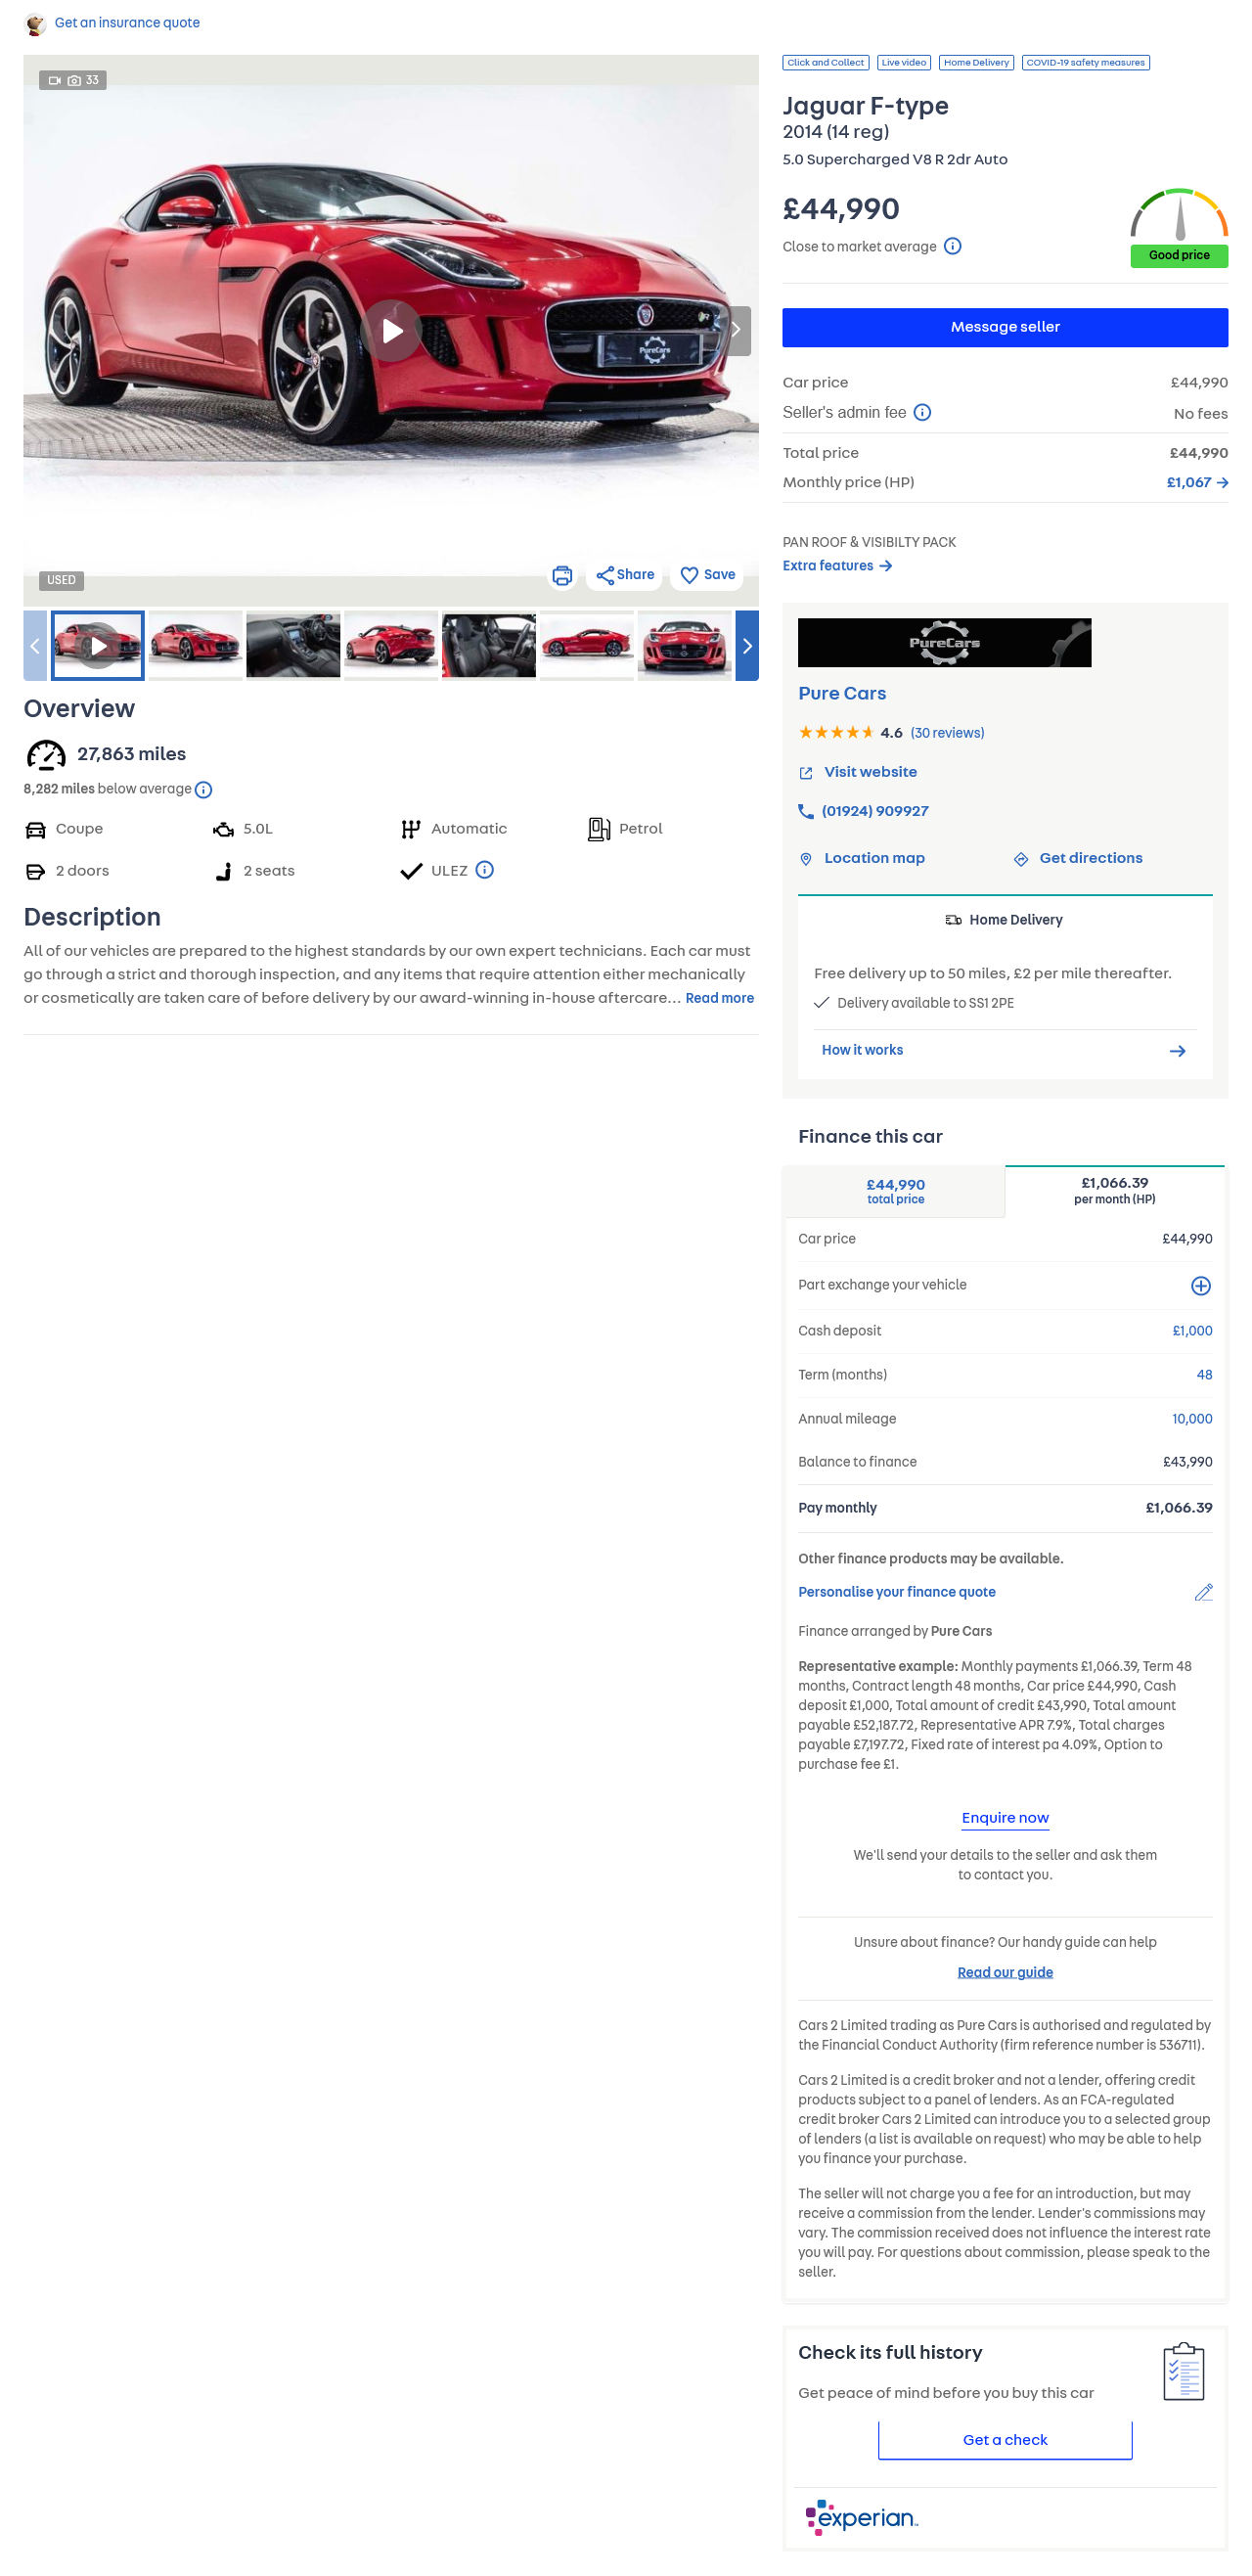 Get an insurance quote
33
PureCars
USED
Share
Save
Overview
27,863 miles
8,282 miles below average
Coupe
5.0L
Automatic
Petrol
2 doors
2 seats
ULEZ
Description
All of our vehicles are prepared to the highest standards by our own expert technicians. Each car must
go through a strict and thorough inspection, and any items that require attention either mechanically
or cosmetically are taken care of before delivery by our award-winning in-house aftercare... Read more
Click and Collect
Live video
Home Delivery
COVID-19 safety measures
Jaguar F-type
2014 (14 reg)
5.0 Supercharged V8 R 2dr Auto
£44,990
Close to market average
Good price
Message seller
Car price £44,990
Seller's admin fee No fees
Total price £44,990
Monthly price (HP) £1,067
PAN ROOF & VISIBILTY PACK
Extra features
PureCars
Pure Cars
4.6 (30 reviews)
Visit website
(01924) 909927
Location map
Get directions
Home Delivery
Free delivery up to 50 miles, £2 per mile thereafter.
Delivery available to SS1 2PE
How it works
Finance this car
£44,990
total price
£1,066.39
per month (HP)
Car price £44,990
Part exchange your vehicle
Cash deposit £1,000
Term (months) 48
Annual mileage 10,000
Balance to finance £43,990
Pay monthly £1,066.39
Other finance products may be available.
Personalise your finance quote
Finance arranged by Pure Cars
Representative example: Monthly payments £1,066.39, Term 48
months, Contract length 48 months, Car price £44,990, Cash
deposit £1,000, Total amount of credit £43,990, Total amount
payable £52,187.72, Representative APR 7.9%, Total charges
payable £7,197.72, Fixed rate of interest pa 4.09%, Option to
purchase fee £1.
Enquire now
We'll send your details to the seller and ask them
to contact you.
Unsure about finance? Our handy guide can help
Read our guide
Cars 2 Limited trading as Pure Cars is authorised and regulated by
the Financial Conduct Authority (firm reference number is 536711).
Cars 2 Limited is a credit broker and not a lender, offering credit
products subject to a panel of lenders. As an FCA-regulated
credit broker Cars 2 Limited can introduce you to a selected group
of lenders (a list is available on request) who may be able to help
you finance your purchase.
The seller will not charge you a fee for an introduction, but may
receive a commission from the lender. Lender's commissions may
vary. The commission received does not influence the interest rate
you will pay. For questions about commission, please speak to the
seller.
Check its full history
Get peace of mind before you buy this car
Get a check
experian